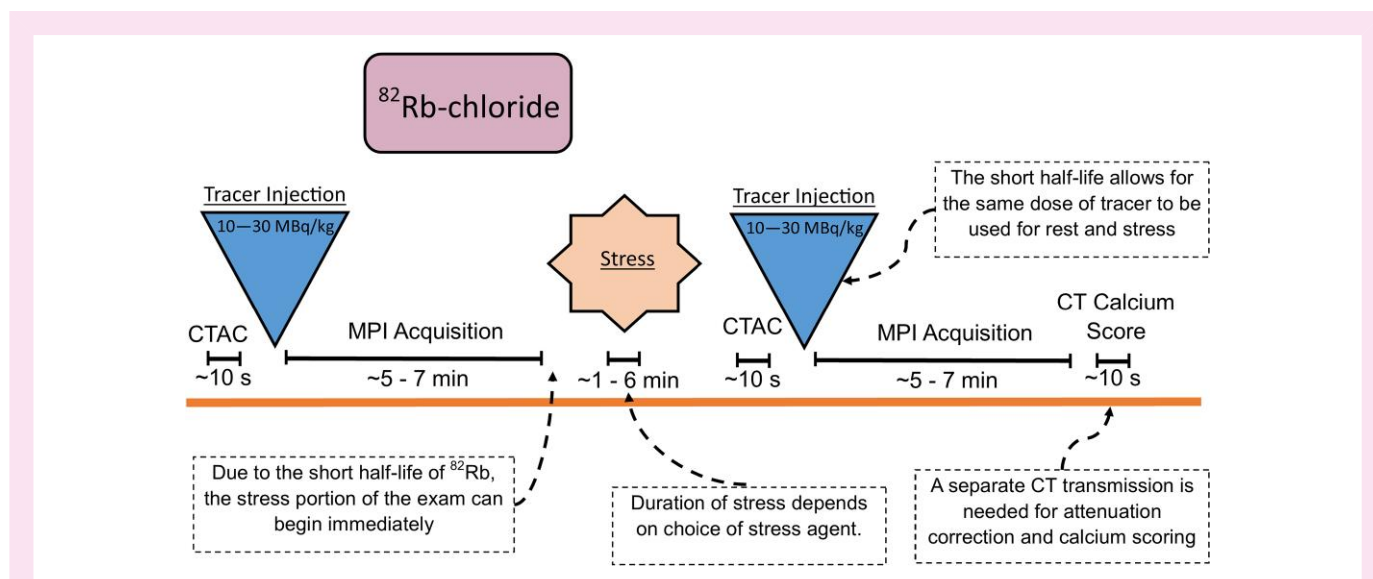 ⁸²Rb-chloride
Tracer Injection
10—30 MBq/kg
CTAC
~10 s
MPI Acquisition
~5 - 7 min
Stress
~1 - 6 min
Tracer Injection
10—30 MBq/kg
CTAC
~10 s
MPI Acquisition
~5 - 7 min
CT Calcium
Score
~10 s
The short half-life allows for
the same dose of tracer to be
used for rest and stress
Due to the short half-life of ⁸²Rb,
the stress portion of the exam can
begin immediately
Duration of stress depends
on choice of stress agent.
A separate CT transmission is
needed for attenuation
correction and calcium scoring